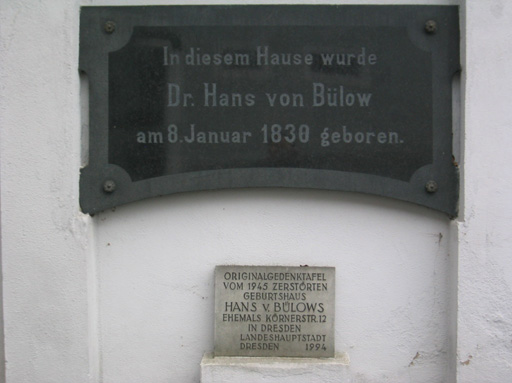 In diesem Hause wurde
Dr. Hans von Bülow
am 8. Januar 1830 geboren.
ORIGINALGEDENKTAFEL
VOM 1945 ZERSTÖRTEN
GEBURTSHAUS
HANS V. BÜLOWS
EHEMALS KÖRNERSTR. 12
IN DRESDEN
LANDESHAUPTSTADT
DRESDEN 1994